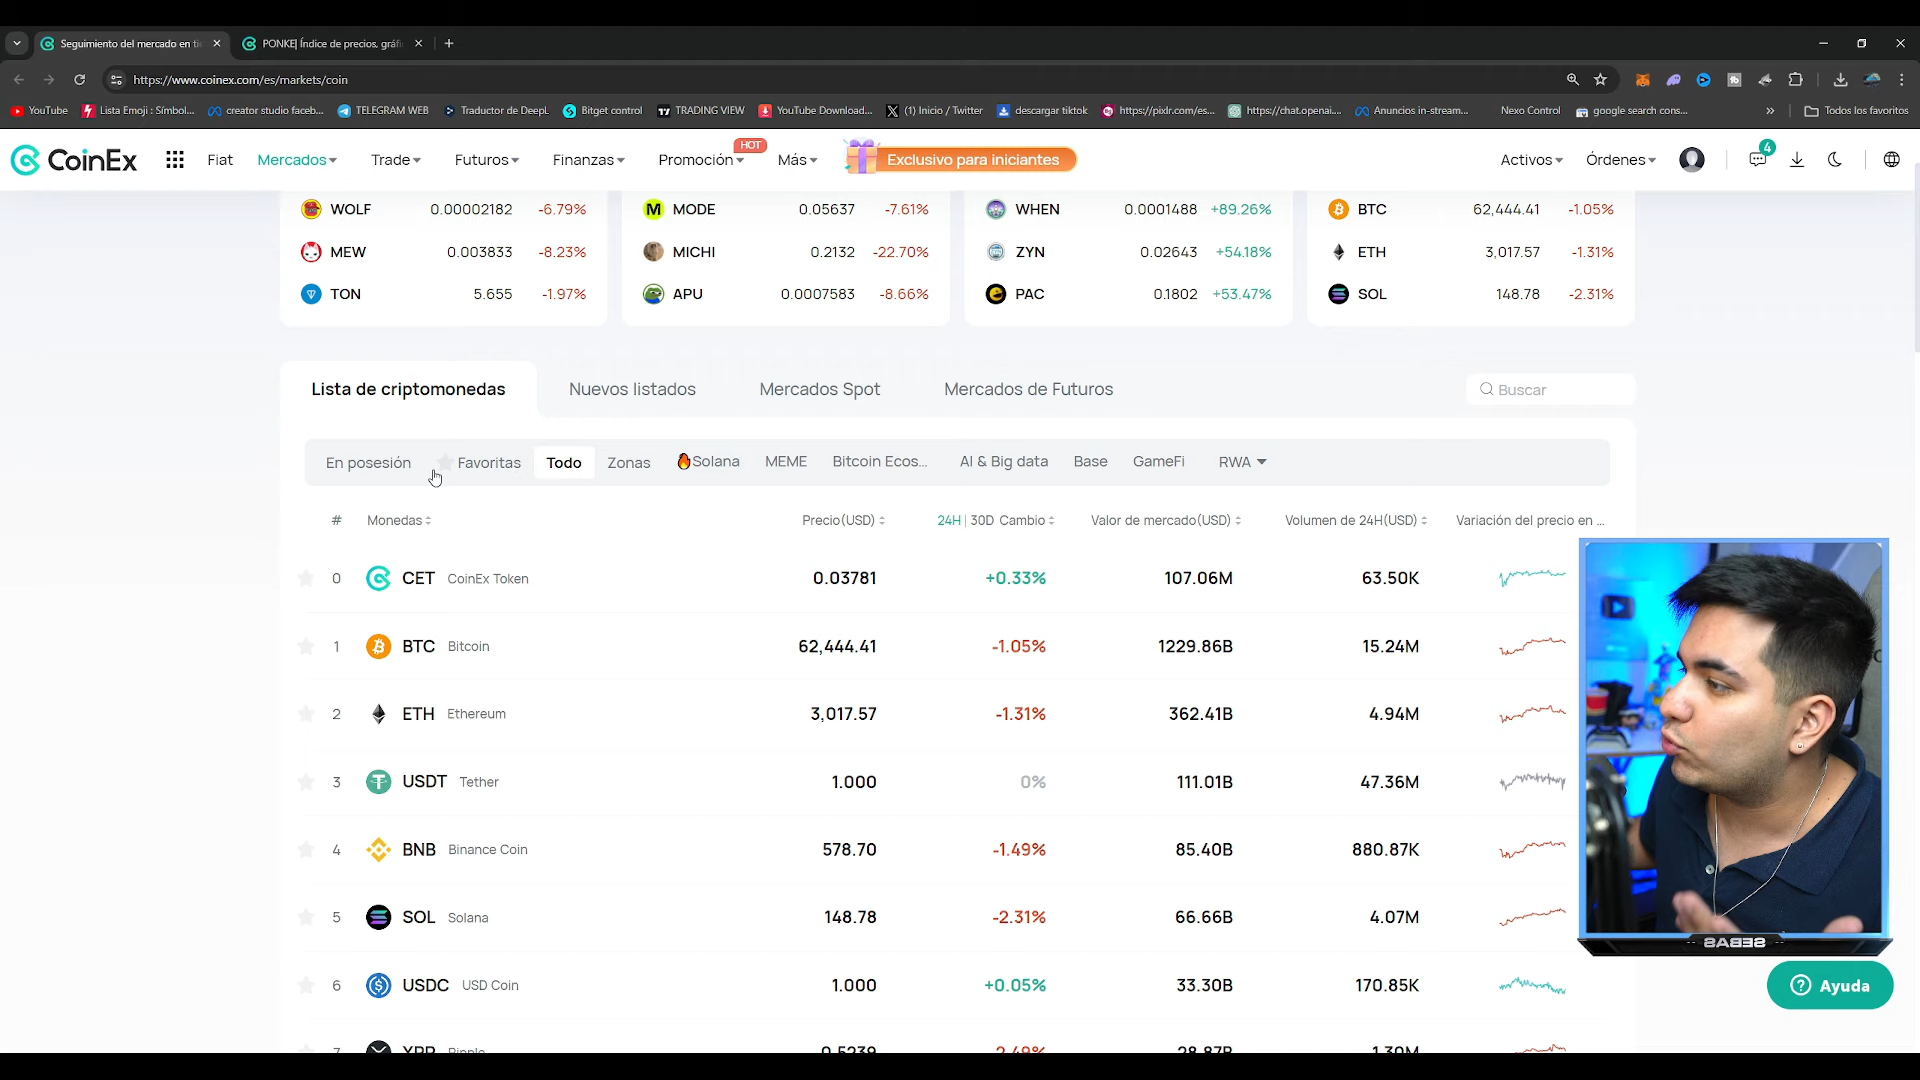 Seguimiento del mercado en ti
PONKE| Índice de precios, gráfi
https://www.coinex.com/es/markets/coin
YouTube
Lista Emoji : Símbol...
creator studio faceb...
TELEGRAM WEB
Traductor de DeepL
Bitget control
TRADING VIEW
YouTube Download...
(1) Inicio / Twitter
descargar tiktok
https://pixlr.com/es...
https://chat.openai....
Anuncios in-stream...
Nexo Control
google search cons...
»
Todos los favoritos
CoinEx
Fiat
Mercados
Trade
Futuros
Finanzas
Promoción
HOT
Más
Exclusivo para iniciantes
Activos
Órdenes
4
WOLF 0.00002182 -6.79%
MODE 0.05637 -7.61%
WHEN 0.0001488 +89.26%
BTC 62,444.41 -1.05%
MEW 0.003833 -8.23%
MICHI 0.2132 -22.70%
ZYN 0.02643 +54.18%
ETH 3,017.57 -1.31%
TON 5.655 -1.97%
APU 0.0007583 -8.66%
PAC 0.1802 +53.47%
SOL 148.78 -2.31%
Lista de criptomonedas
Nuevos listados
Mercados Spot
Mercados de Futuros
Buscar
En posesión
Favoritas
Todo
Zonas
Solana
MEME
Bitcoin Ecos...
AI & Big data
Base
GameFi
RWA
# Monedas Precio(USD) 24H | 30D Cambio Valor de mercado(USD) Volumen de 24H(USD) Variación del precio en ...
0 CET CoinEx Token 0.03781 +0.33% 107.06M 63.50K
1 BTC Bitcoin 62,444.41 -1.05% 1229.86B 15.24M
2 ETH Ethereum 3,017.57 -1.31% 362.41B 4.94M
3 USDT Tether 1.000 0% 111.01B 47.36M
4 BNB Binance Coin 578.70 -1.49% 85.40B 880.87K
5 SOL Solana 148.78 -2.31% 66.66B 4.07M
6 USDC USD Coin 1.000 +0.05% 33.30B 170.85K
7 XRP Ripple 0.5239 -2.49% 28.87B 1.30M
SEBAS
Ayuda